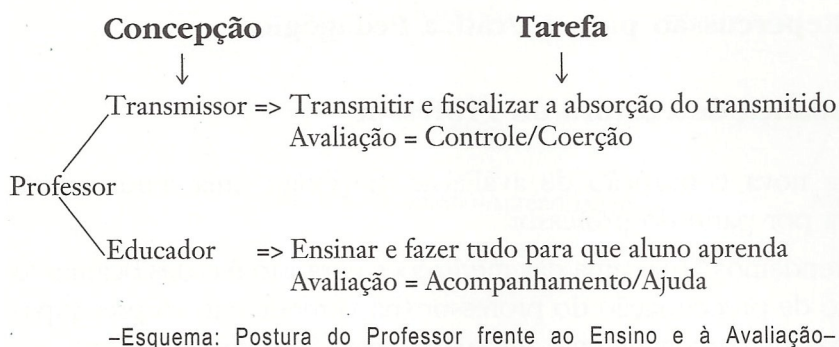 Concepção Tarefa
Transmissor => Transmitir e fiscalizar a absorção do transmitido
Avaliação = Controle/Coerção
Professor
Educador => Ensinar e fazer tudo para que aluno aprenda
Avaliação = Acompanhamento/Ajuda
–Esquema: Postura do Professor frente ao Ensino e à Avaliação–